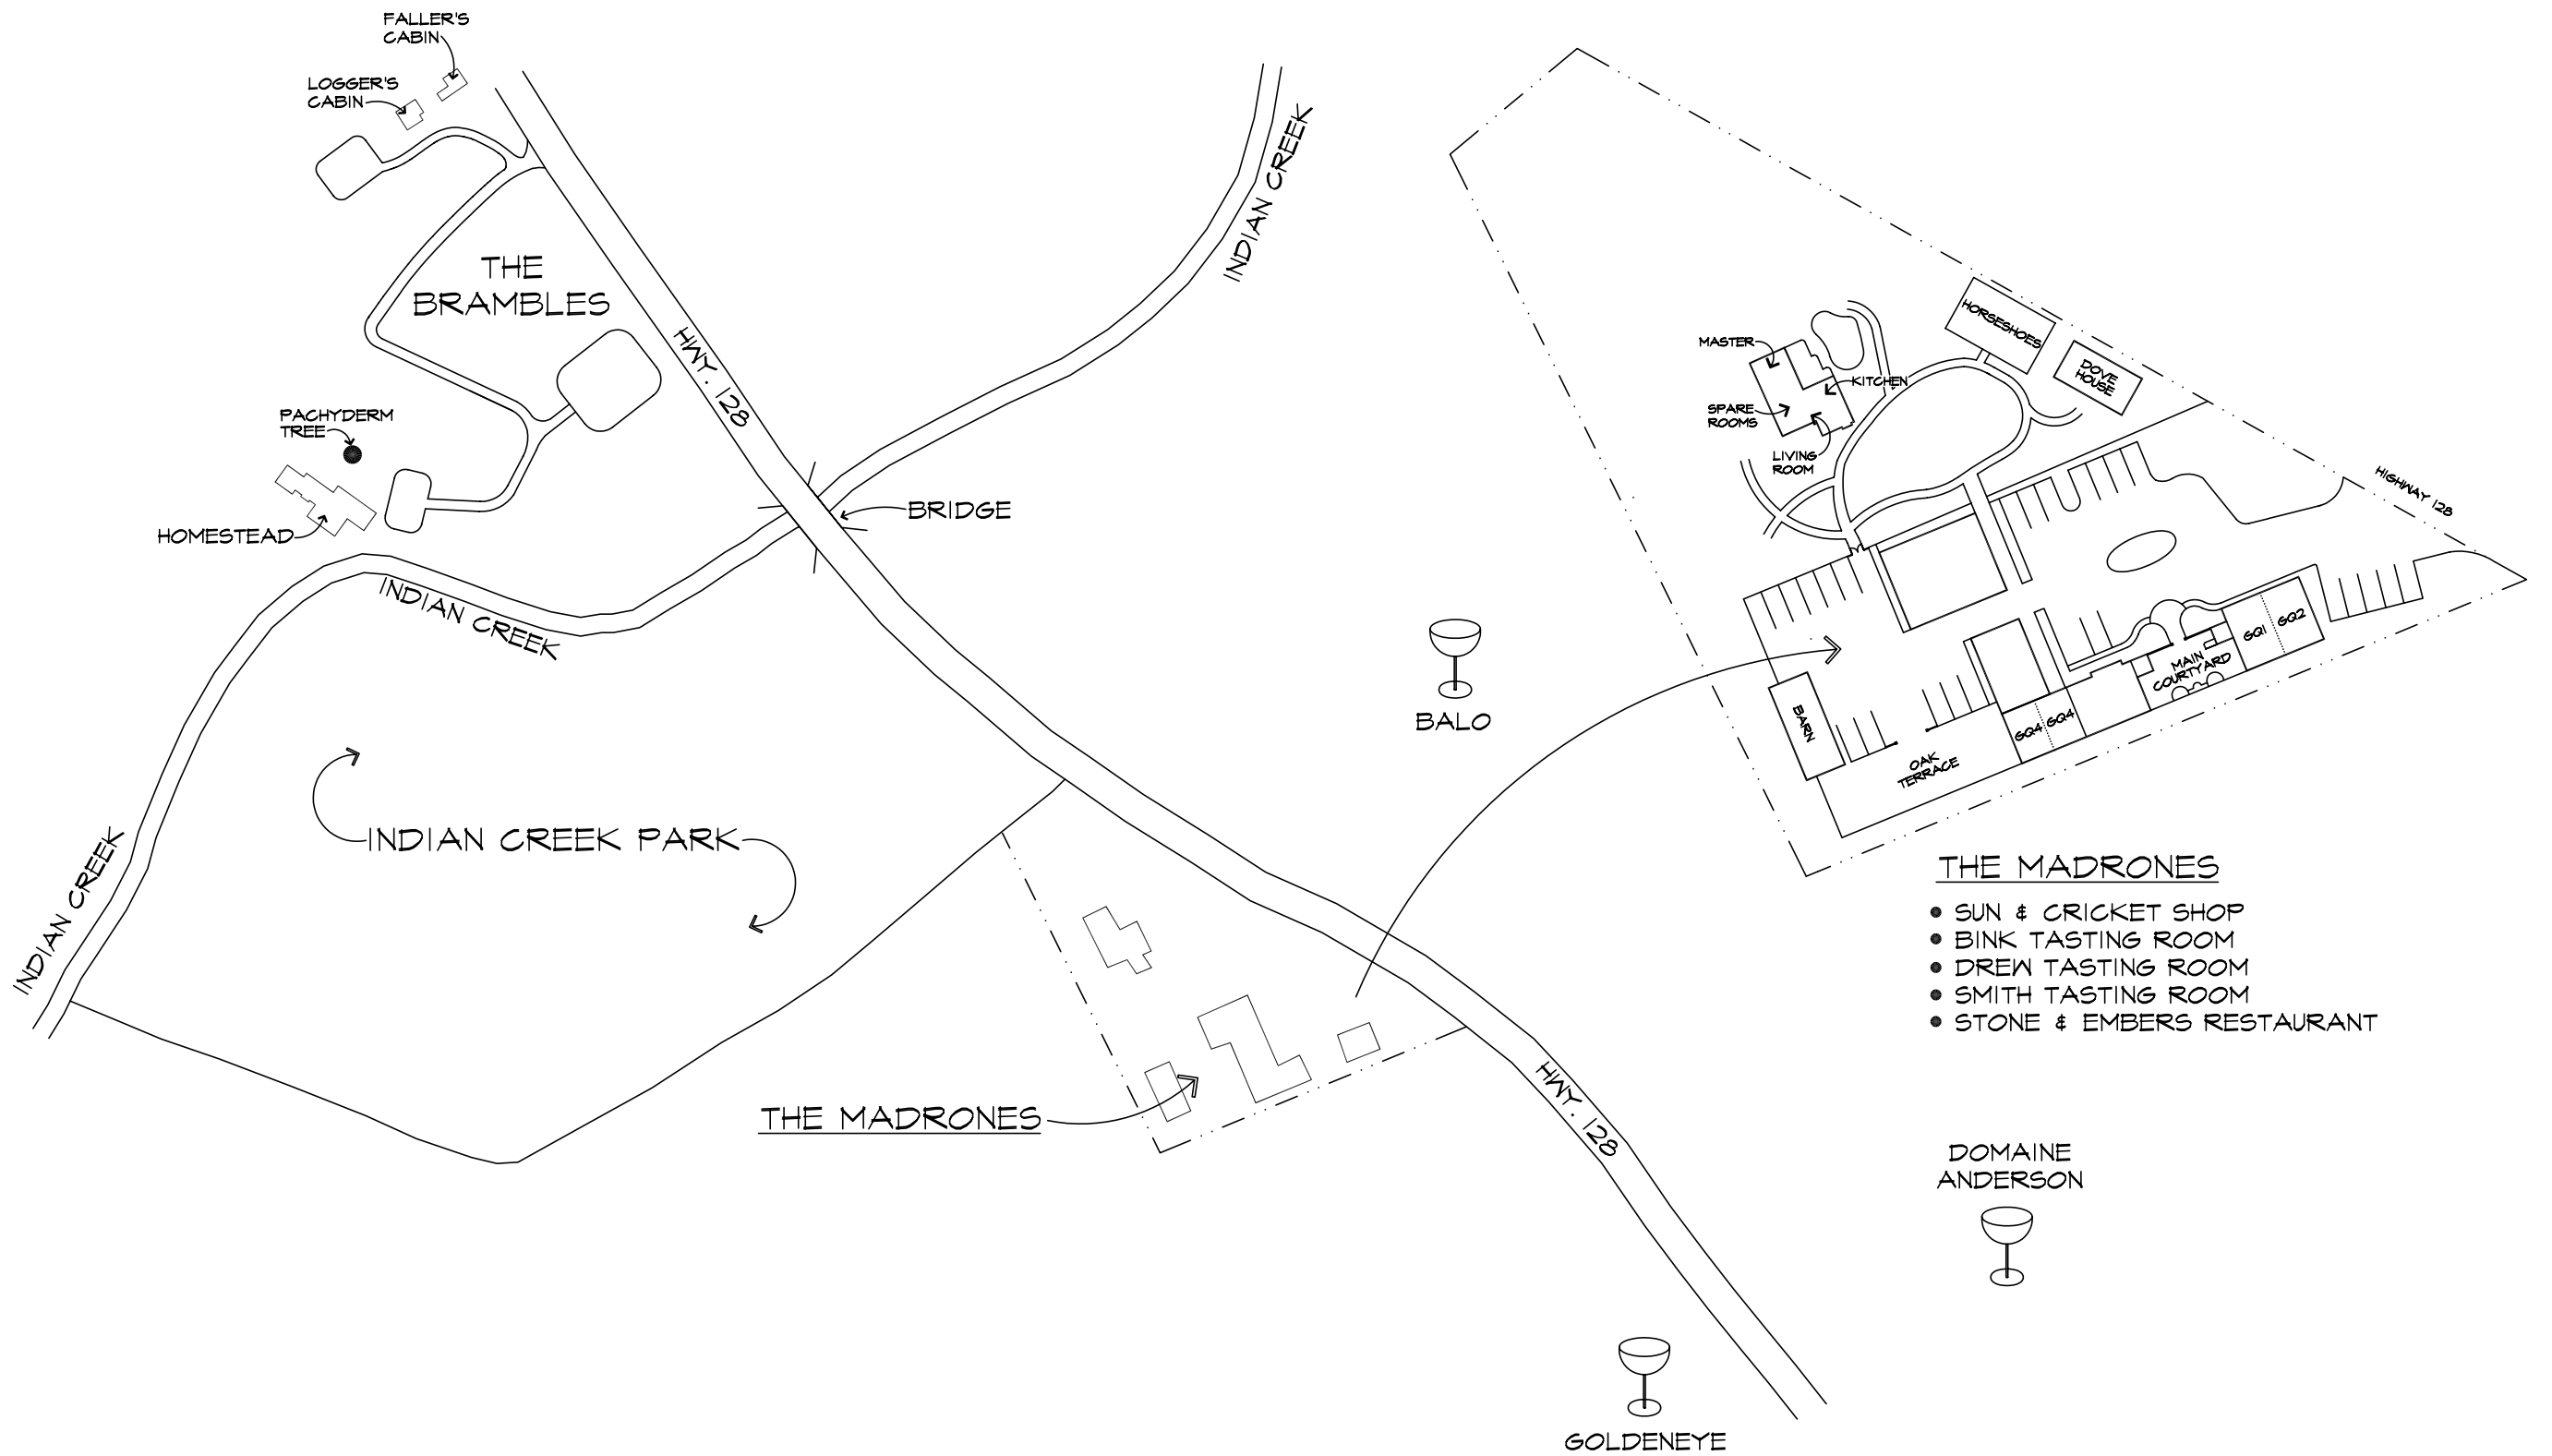 FALLER'S
CABIN
LOGGER'S
CABIN
THE
BRAMBLES
HWY. 128
INDIAN CREEK
PACHYDERM
TREE
HOMESTEAD
BRIDGE
INDIAN CREEK
INDIAN CREEK
INDIAN CREEK PARK
THE MADRONES
HWY. 128
BALO
GOLDENEYE
DOMAINE
ANDERSON
HORSESHOES
DOVE
HOUSE
MASTER
KITCHEN
SPARE
ROOMS
LIVING
ROOM
HIGHWAY 128
BARN
OAK
TERRACE
GQ4
GQ4
MAIN
COURTYARD
GQ1
GQ2
THE MADRONES
• SUN & CRICKET SHOP
• BINK TASTING ROOM
• DREW TASTING ROOM
• SMITH TASTING ROOM
• STONE & EMBERS RESTAURANT